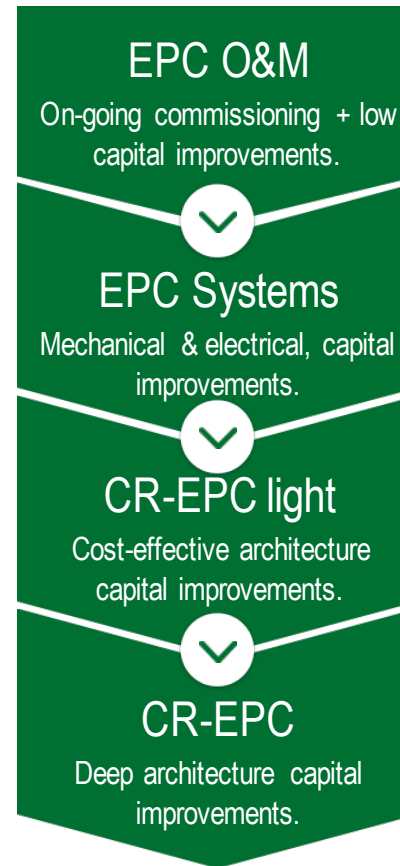 EPC O&M
On-going commissioning + low
capital improvements.
EPC Systems
Mechanical & electrical, capital
improvements.
CR-EPC light
Cost-effective architecture
capital improvements.
CR-EPC
Deep architecture capital
improvements.